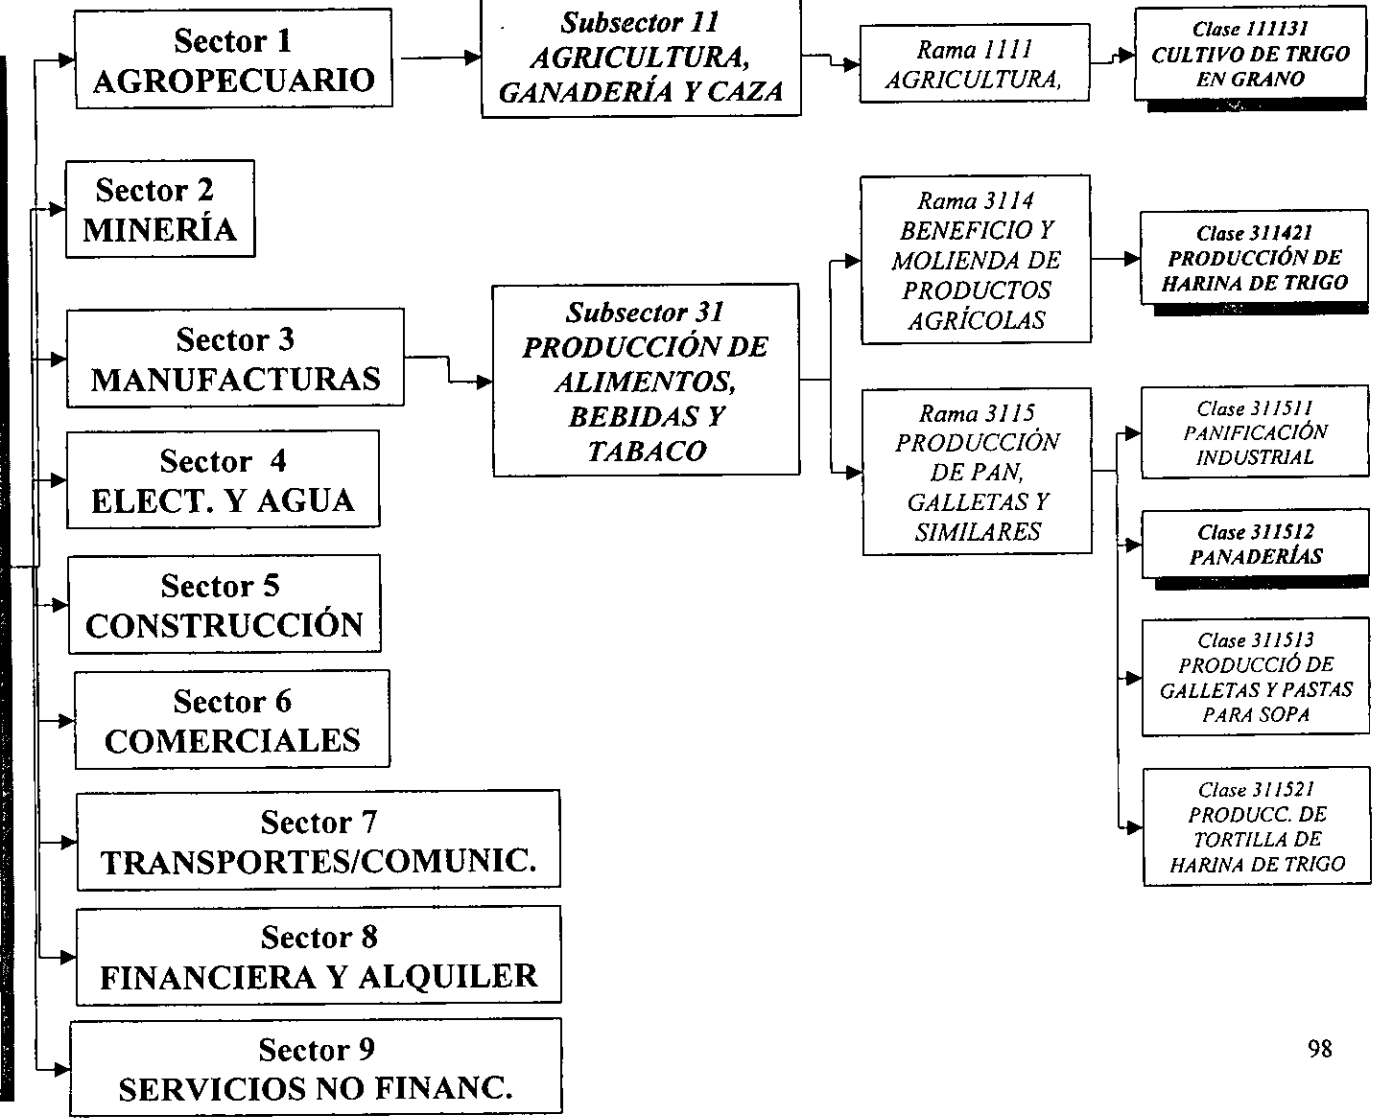 Sector 1
AGROPECUARIO
Subsector 11
AGRICULTURA,
GANADERÍA Y CAZA
Rama 1111
AGRICULTURA,
Clase 111131
CULTIVO DE TRIGO
EN GRANO
Sector 2
MINERÍA
Sector 3
MANUFACTURAS
Subsector 31
PRODUCCIÓN DE
ALIMENTOS,
BEBIDAS Y
TABACO
Rama 3114
BENEFICIO Y
MOLIENDA DE
PRODUCTOS
AGRÍCOLAS
Clase 311421
PRODUCCIÓN DE
HARINA DE TRIGO
Rama 3115
PRODUCCIÓN
DE PAN,
GALLETAS Y
SIMILARES
Clase 311511
PANIFICACIÓN
INDUSTRIAL
Clase 311512
PANADERÍAS
Clase 311513
PRODUCCIÓ DE
GALLETAS Y PASTAS
PARA SOPA
Clase 311521
PRODUCC. DE
TORTILLA DE
HARINA DE TRIGO
Sector 4
ELECT. Y AGUA
Sector 5
CONSTRUCCIÓN
Sector 6
COMERCIALES
Sector 7
TRANSPORTES/COMUNIC.
Sector 8
FINANCIERA Y ALQUILER
Sector 9
SERVICIOS NO FINANC.
98